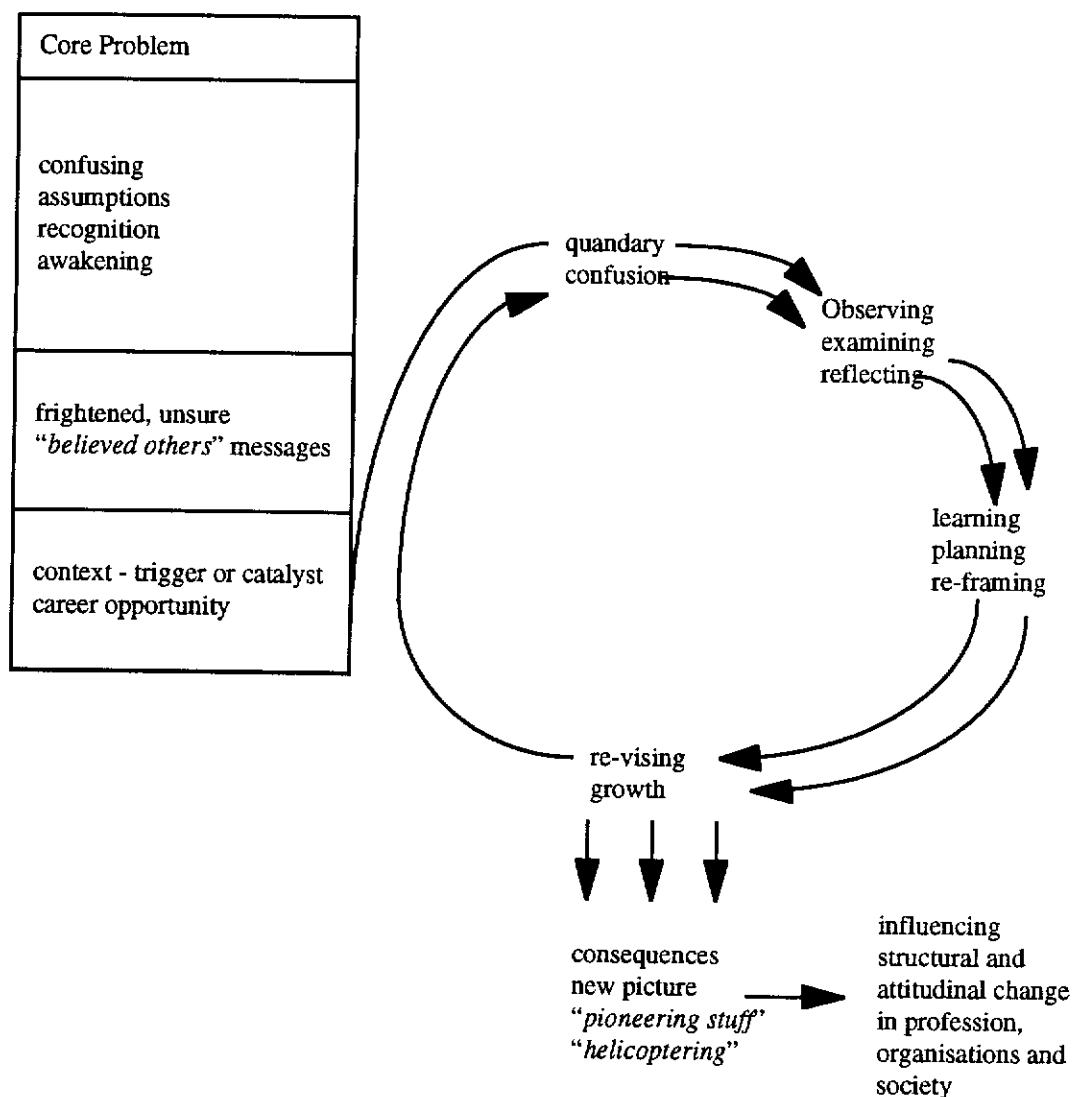 Core Problem
confusing
assumptions
recognition
awakening
frightened, unsure
“believed others” messages
context - trigger or catalyst
career opportunity
quandary
confusion
Observing
examining
reflecting
learning
planning
re-framing
re-vising
growth
consequences
new picture
“pioneering stuff”
“helicoptering”
influencing
structural and
attitudinal change
in profession,
organisations and
society